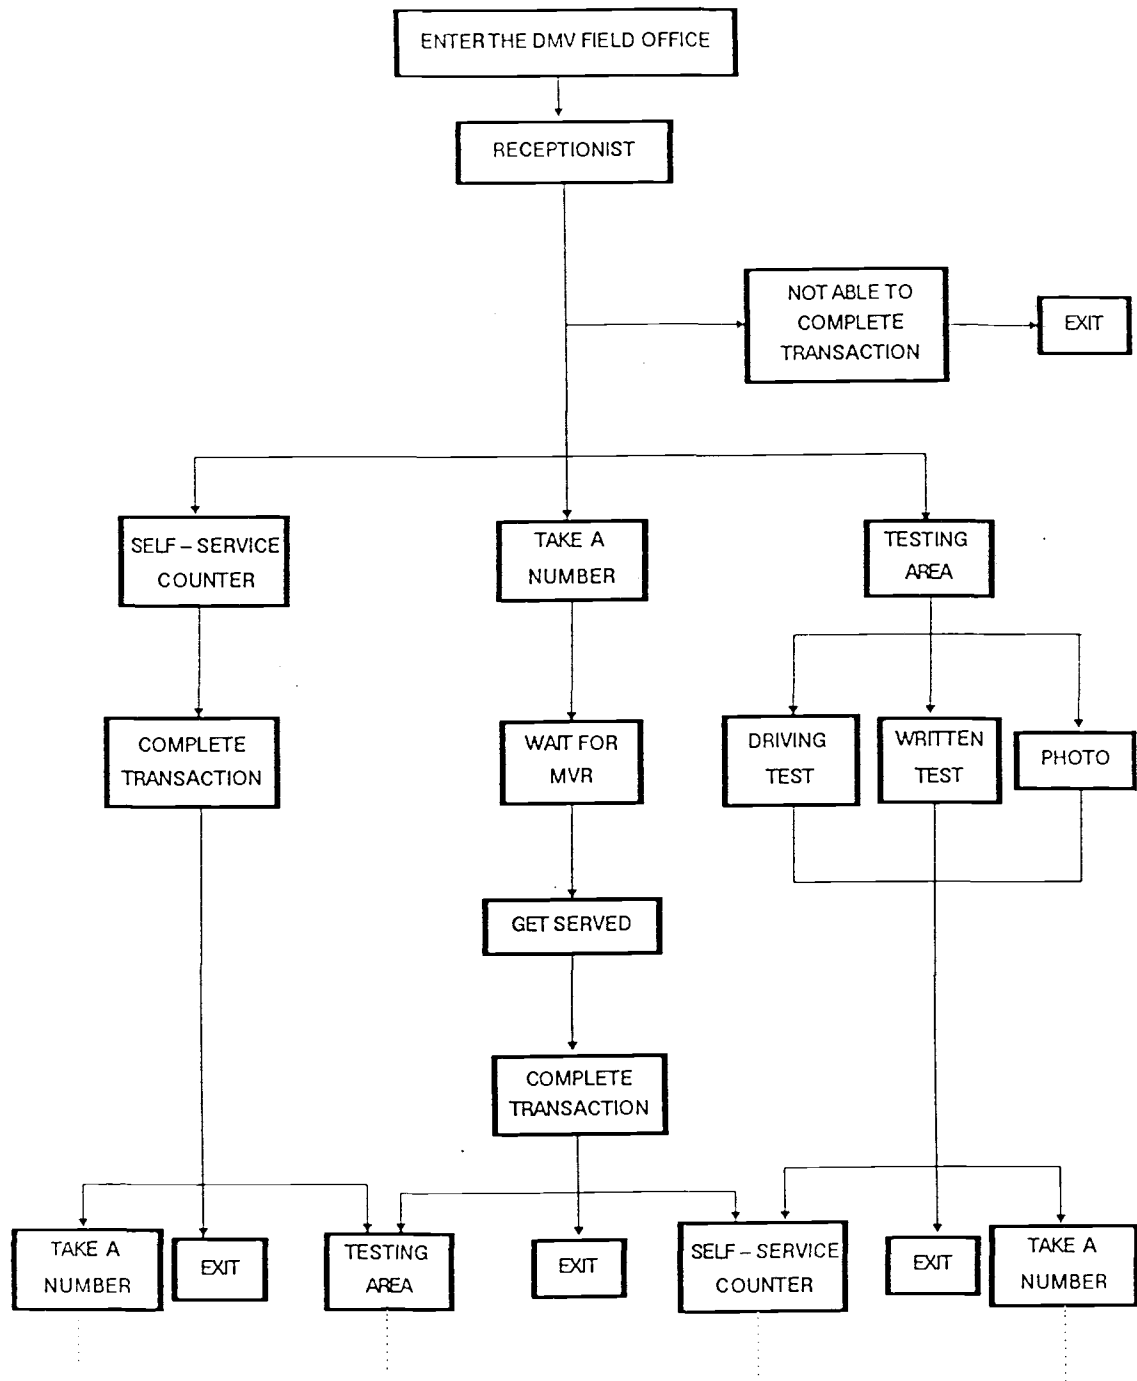 ENTER THE DMV FIELD OFFICE
RECEPTIONIST
NOT ABLE TO
COMPLETE
TRANSACTION
EXIT
SELF – SERVICE
COUNTER
TAKE A
NUMBER
TESTING
AREA
COMPLETE
TRANSACTION
WAIT FOR
MVR
DRIVING
TEST
WRITTEN
TEST
PHOTO
GET SERVED
COMPLETE
TRANSACTION
TAKE A
NUMBER
EXIT
TESTING
AREA
EXIT
SELF – SERVICE
COUNTER
EXIT
TAKE A
NUMBER